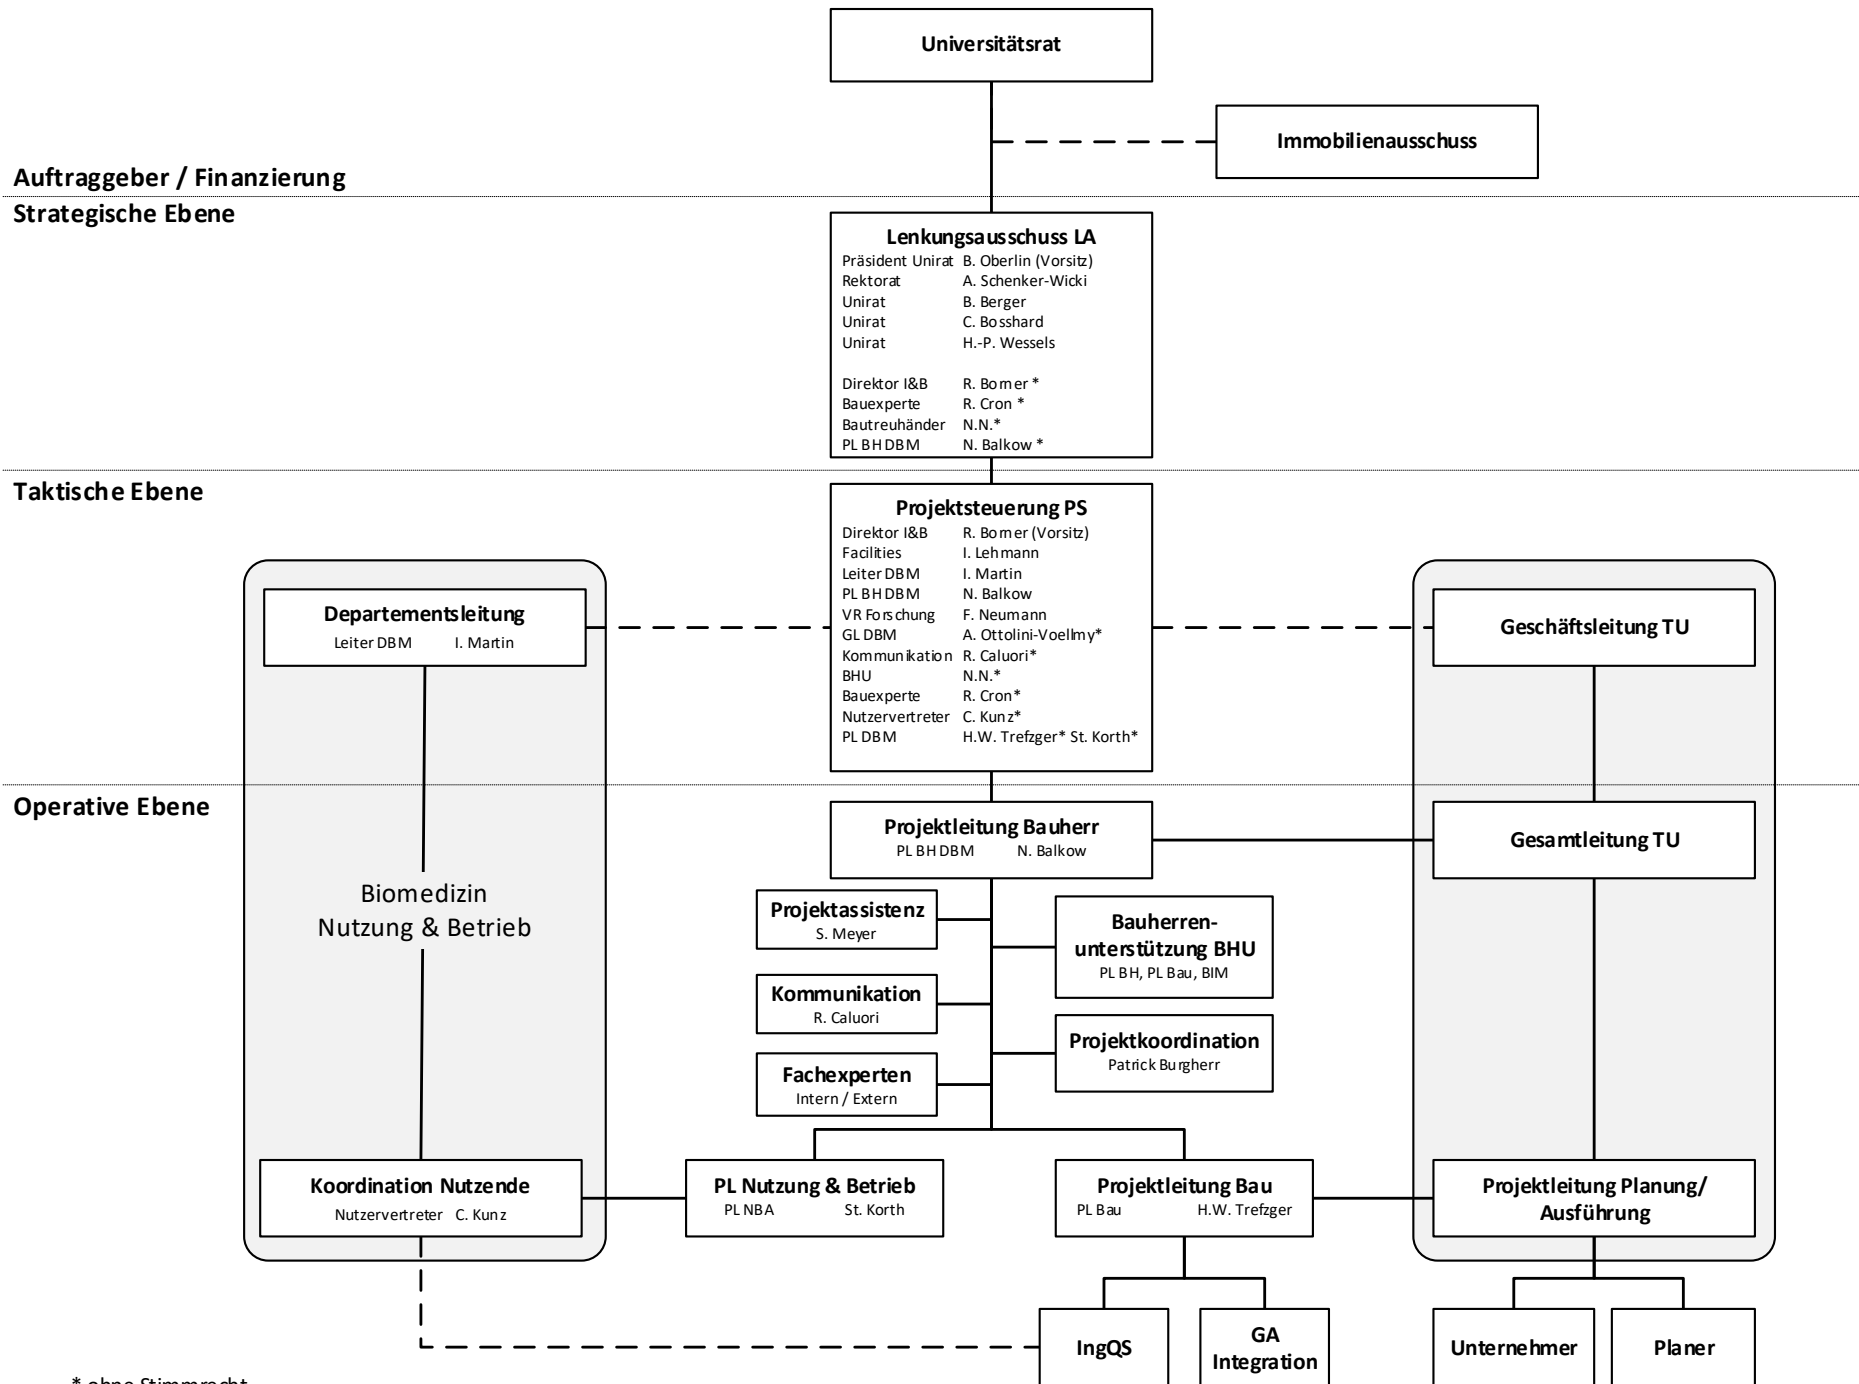 Universitätsrat
Immobilienausschuss
Auftraggeber / Finanzierung
Strategische Ebene
Lenkungsausschuss LA
Präsident Unirat B. Oberlin (Vorsitz)
Rektorat A. Schenker-Wicki
Unirat B. Berger
Unirat C. Bosshard
Unirat H.-P. Wessels
Direktor I&B R. Borner *
Bauexperte R. Cron *
Bautreuhänder N.N.*
PL BH DBM N. Balkow *
Taktische Ebene
Projektsteuerung PS
Direktor I&B R. Borner (Vorsitz)
Facilities I. Lehmann
Leiter DBM I. Martin
PL BH DBM N. Balkow
VR Forschung F. Neumann
GL DBM A. Ottolini-Voellmy*
Kommunikation R. Caluori*
BHU N.N.*
Bauexperte R. Cron*
Nutzervertreter C. Kunz*
PL DBM H.W. Trefzger* St. Korth*
Departementsleitung
Leiter DBM I. Martin
Geschäftsleitung TU
Operative Ebene
Projektleitung Bauherr
PL BH DBM N. Balkow
Gesamtleitung TU
Biomedizin
Nutzung & Betrieb
Projektassistenz
S. Meyer
Bauherren-
unterstützung BHU
PL BH, PL Bau, BIM
Kommunikation
R. Caluori
Projektkoordination
Patrick Burgherr
Fachexperten
Intern / Extern
Koordination Nutzende
Nutzervertreter C. Kunz
PL Nutzung & Betrieb
PL NBA St. Korth
Projektleitung Bau
PL Bau H.W. Trefzger
Projektleitung Planung/
Ausführung
IngQS
GA
Integration
Unternehmer
Planer
* ohne Stimmrecht